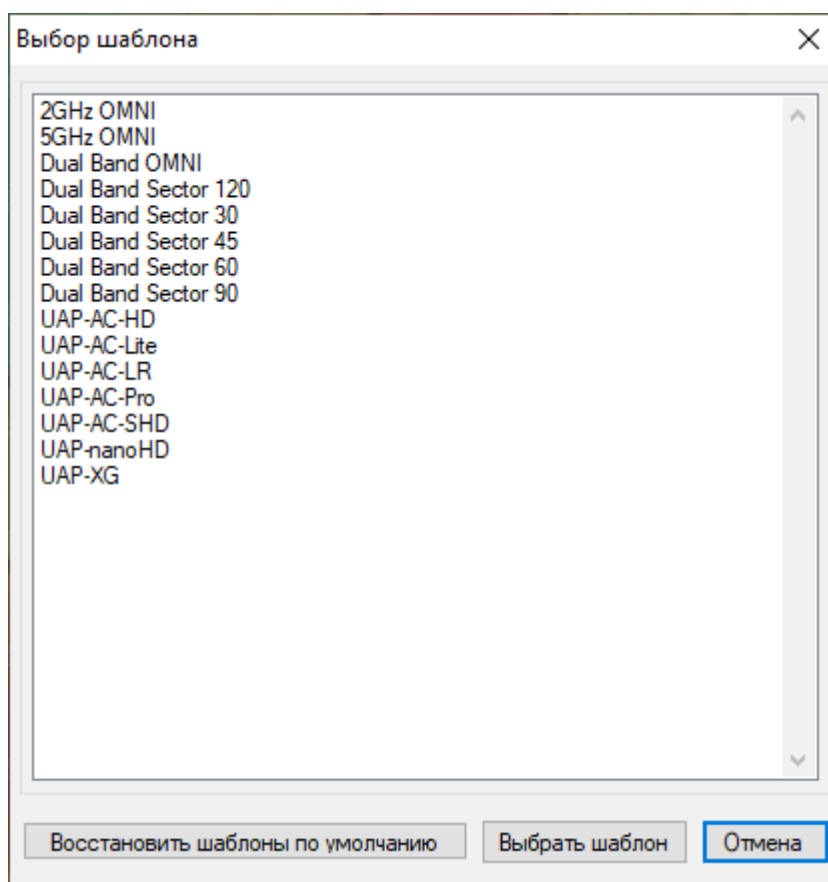 Выбор шаблона
2GHz OMNI
5GHz OMNI
Dual Band OMNI
Dual Band Sector 120
Dual Band Sector 30
Dual Band Sector 45
Dual Band Sector 60
Dual Band Sector 90
UAP-AC-HD
UAP-AC-Lite
UAP-AC-LR
UAP-AC-Pro
UAP-AC-SHD
UAP-nanoHD
UAP-XG
Восстановить шаблоны по умолчанию Выбрать шаблон Отмена